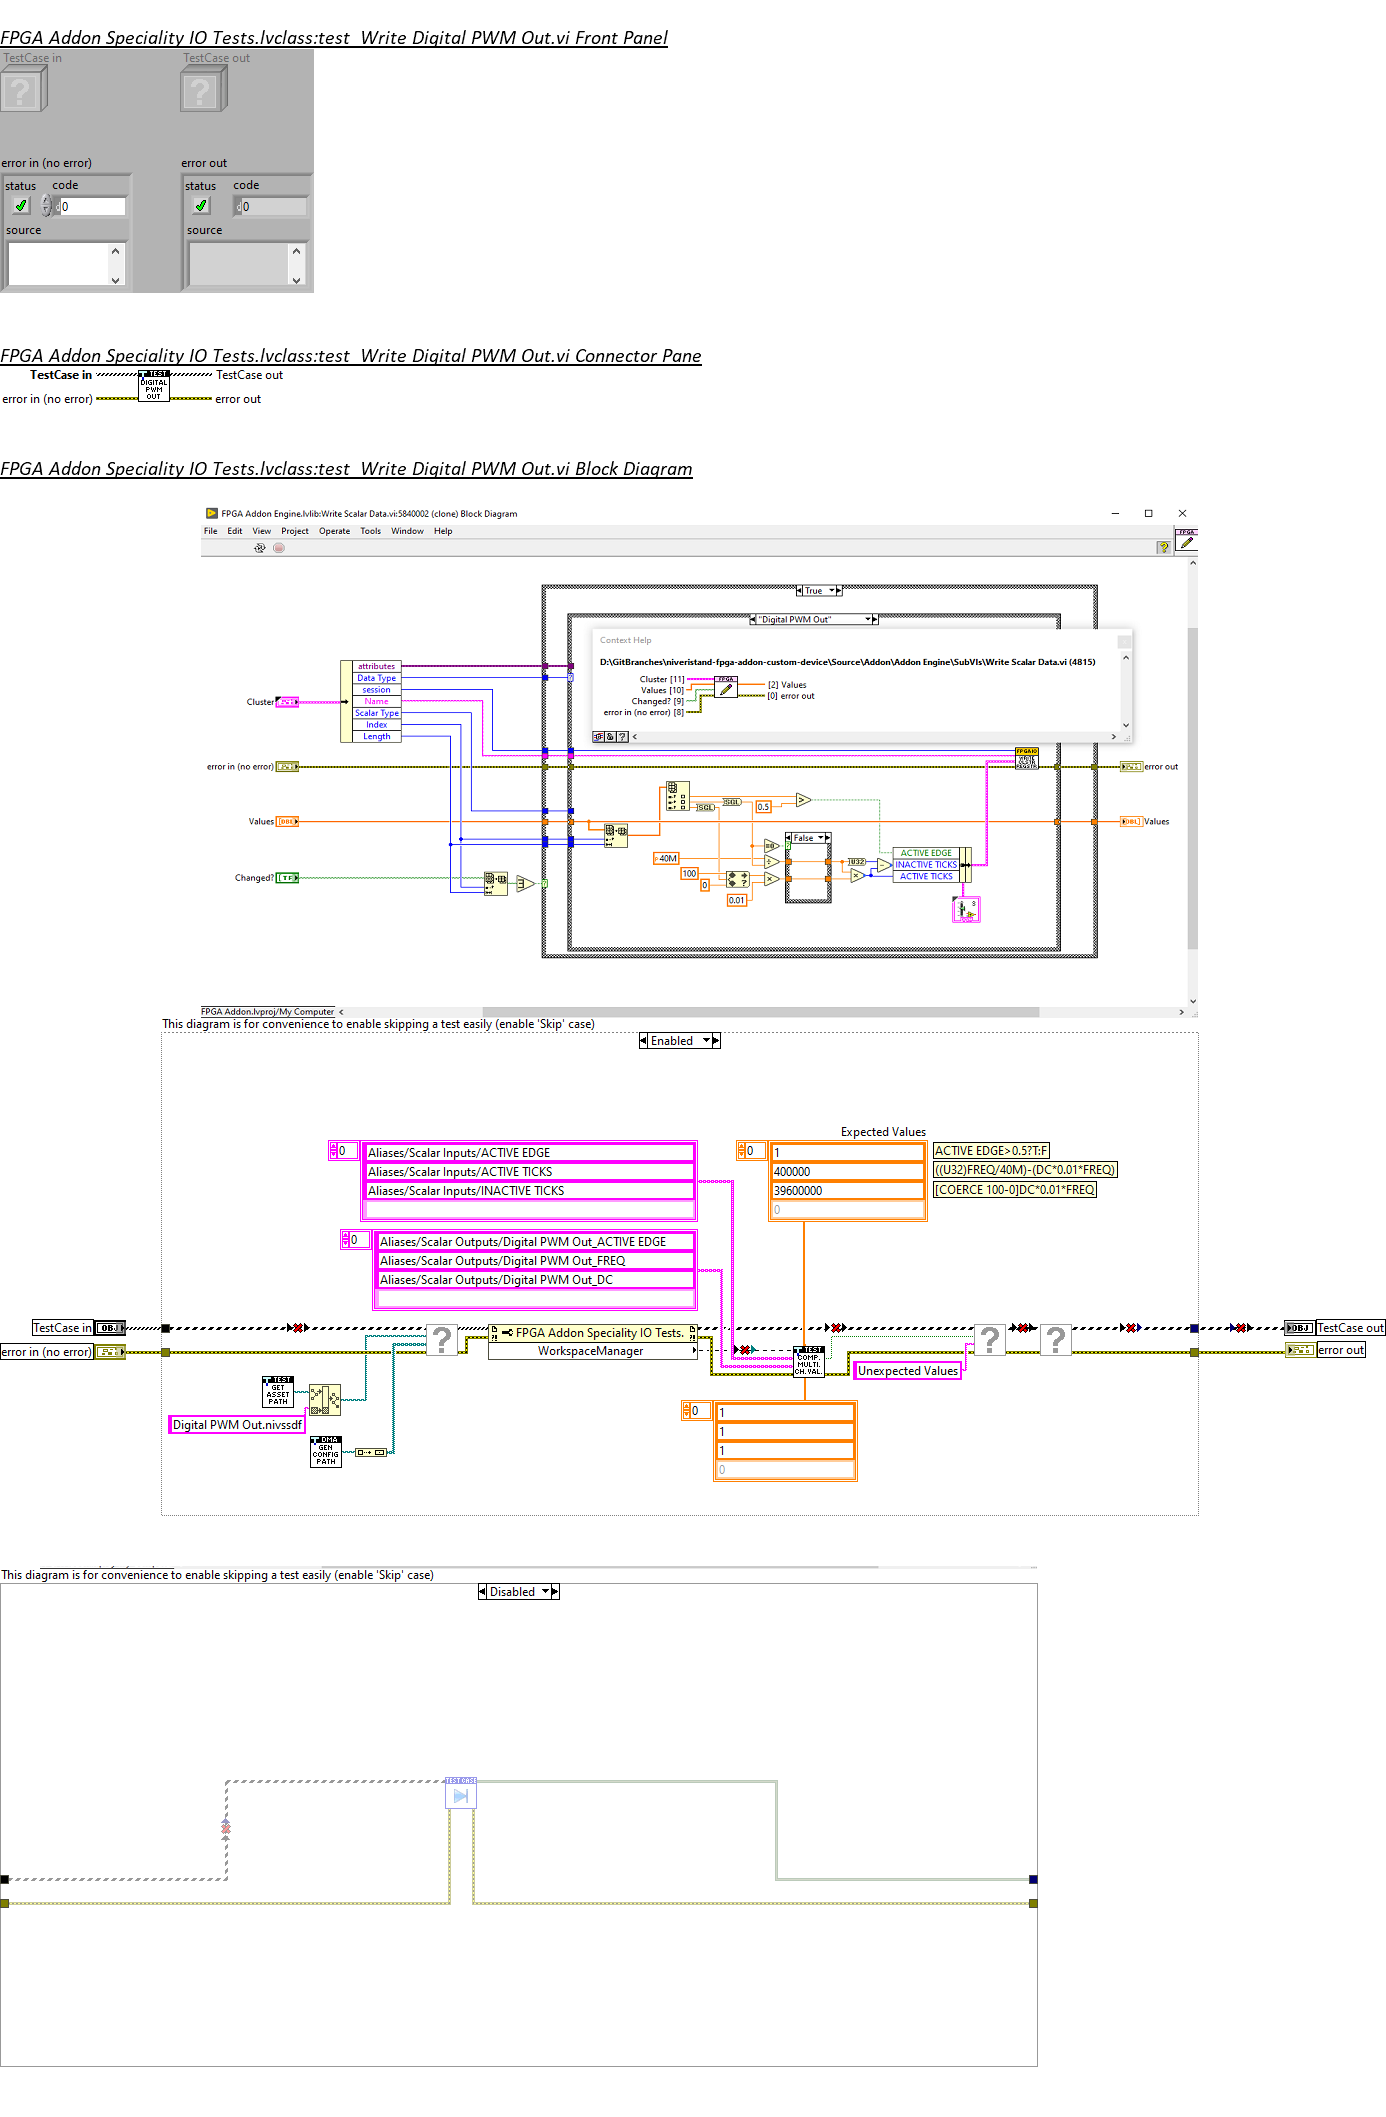 FPGA Addon Speciality IO Tests.lvclass:test_Write Digital PWM Out.vi Front Panel
TestCase in
TestCase out
error in (no error)
error out
status
code
status
code
0
0
source
source
FPGA Addon Speciality IO Tests.lvclass:test_Write Digital PWM Out.vi Connector Pane
TestCase in
TEST
DIGITAL
PWM
OUT
TestCase out
error in (no error)
error out
FPGA Addon Speciality IO Tests.lvclass:test_Write Digital PWM Out.vi Block Diagram
FPGA Addon Engine.lvlib:Write Scalar Data.vi:5840002 (clone) Block Diagram
File Edit View Project Operate Tools Window Help
FPGA
True
"Digital PWM Out"
Context Help
D:\GitBranches\niveristand-fpga-addon-custom-device\Source\Addon\Addon Engine\SubVIs\Write Scalar Data.vi (4815)
Cluster [11]
Values [10]
Changed? [9]
error in (no error) [8]
FPGA
[2] Values
[0] error out
attributes
Data Type
session
Name
Scalar Type
Index
Length
Cluster
error in (no error)
error out
Values
DBL
DBL
Values
Changed?
TF
FPGAIO
SGL
SGL
0.5
False
40M
100
0
0.01
U32
ACTIVE EDGE
INACTIVE TICKS
ACTIVE TICKS
FPGA Addon.lvproj/My Computer
This diagram is for convenience to enable skipping a test easily (enable 'Skip' case)
Enabled
Expected Values
0
Aliases/Scalar Inputs/ACTIVE EDGE
Aliases/Scalar Inputs/ACTIVE TICKS
Aliases/Scalar Inputs/INACTIVE TICKS
0
1
400000
39600000
0
ACTIVE EDGE>0.5?T:F
((U32)FREQ/40M)-(DC*0.01*FREQ)
[COERCE 100-0]DC*0.01*FREQ
0
Aliases/Scalar Outputs/Digital PWM Out_ACTIVE EDGE
Aliases/Scalar Outputs/Digital PWM Out_FREQ
Aliases/Scalar Outputs/Digital PWM Out_DC
TestCase in
OBJ
error in (no error)
FPGA Addon Speciality IO Tests.
WorkspaceManager
TEST
COMP.
MULTI.
CH.VAL.
Unexpected Values
OBJ
TestCase out
error out
TEST
GET
ASSET
PATH
Digital PWM Out.nivssdf
DMA
GEN
CONFIG
PATH
0
1
1
1
0
This diagram is for convenience to enable skipping a test easily (enable 'Skip' case)
Disabled
TEST CASE